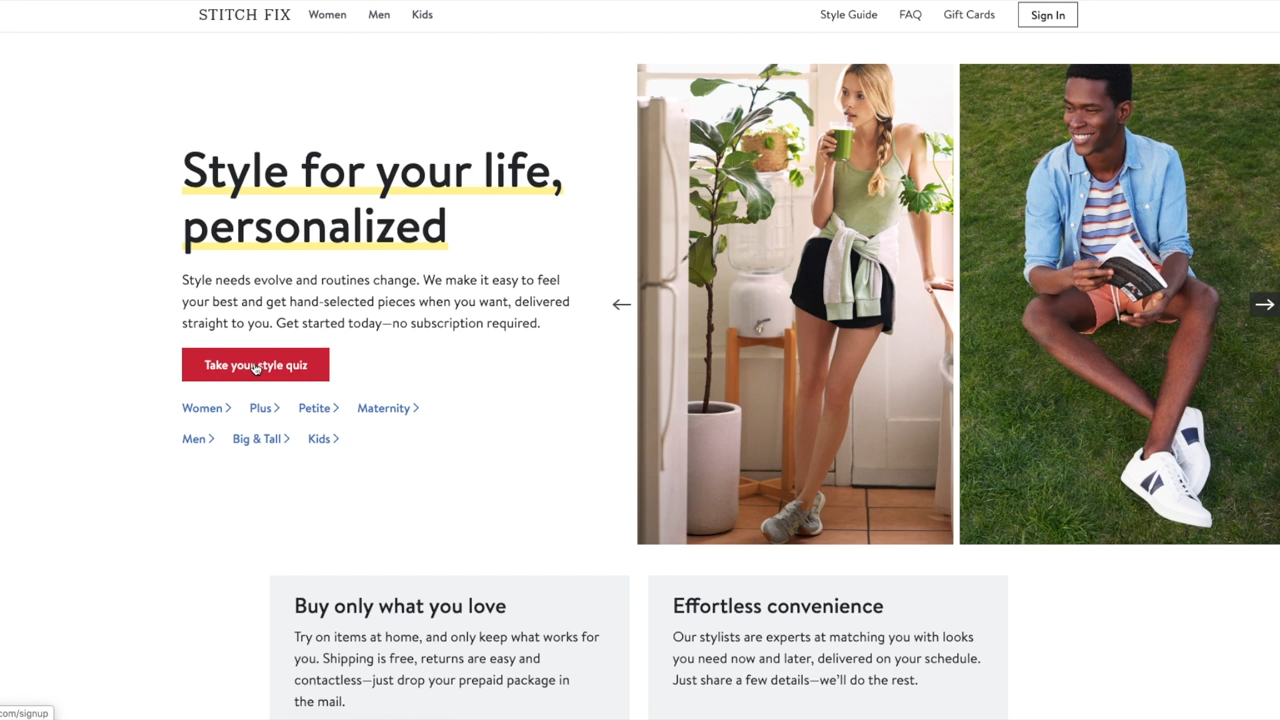 STITCH FIX Women Men Kids Style Guide FAQ Gift Cards Sign In
Style for your life,
personalized
Style needs evolve and routines change. We make it easy to feel
your best and get hand-selected pieces when you want, delivered
straight to you. Get started today—no subscription required.
Take your style quiz
Women Plus Petite Maternity
Men Big & Tall Kids
Buy only what you love
Try on items at home, and only keep what works for
you. Shipping is free, returns are easy and
contactless—just drop your prepaid package in
the mail.
Effortless convenience
Our stylists are experts at matching you with looks
you need now and later, delivered on your schedule.
Just share a few details—we'll do the rest.
com/signup